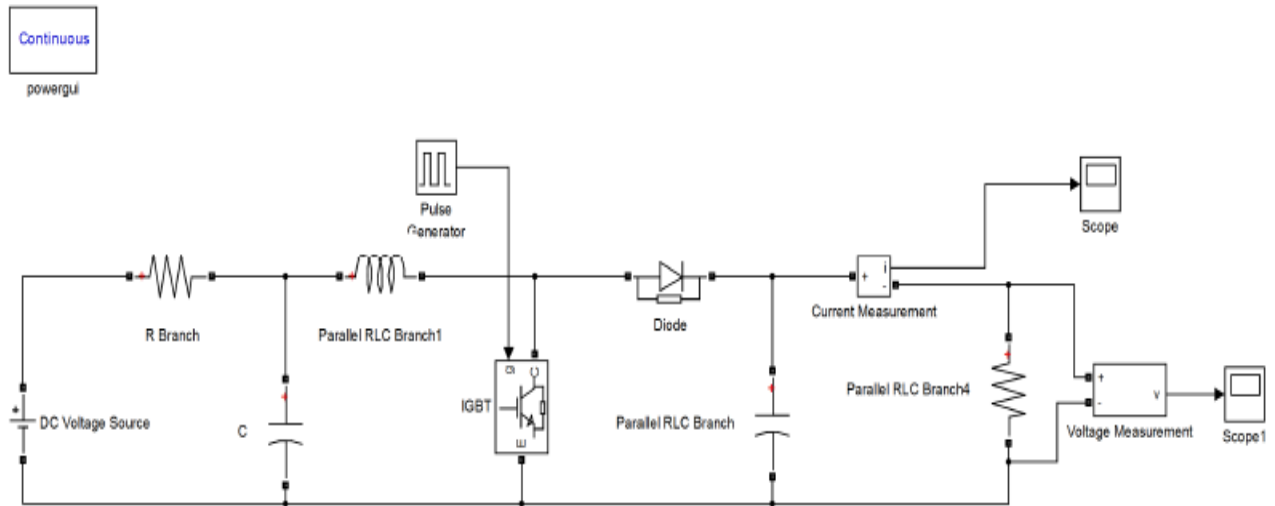 Continuous
powergui
Pulse
Generator
Scope
R Branch
Parallel RLC Branch1
Diode
+
i
-
Current Measurement
g
C
IGBT
E
DC Voltage Source
+
C
Parallel RLC Branch
Parallel RLC Branch4
+
-
v
Voltage Measurement
Scope1